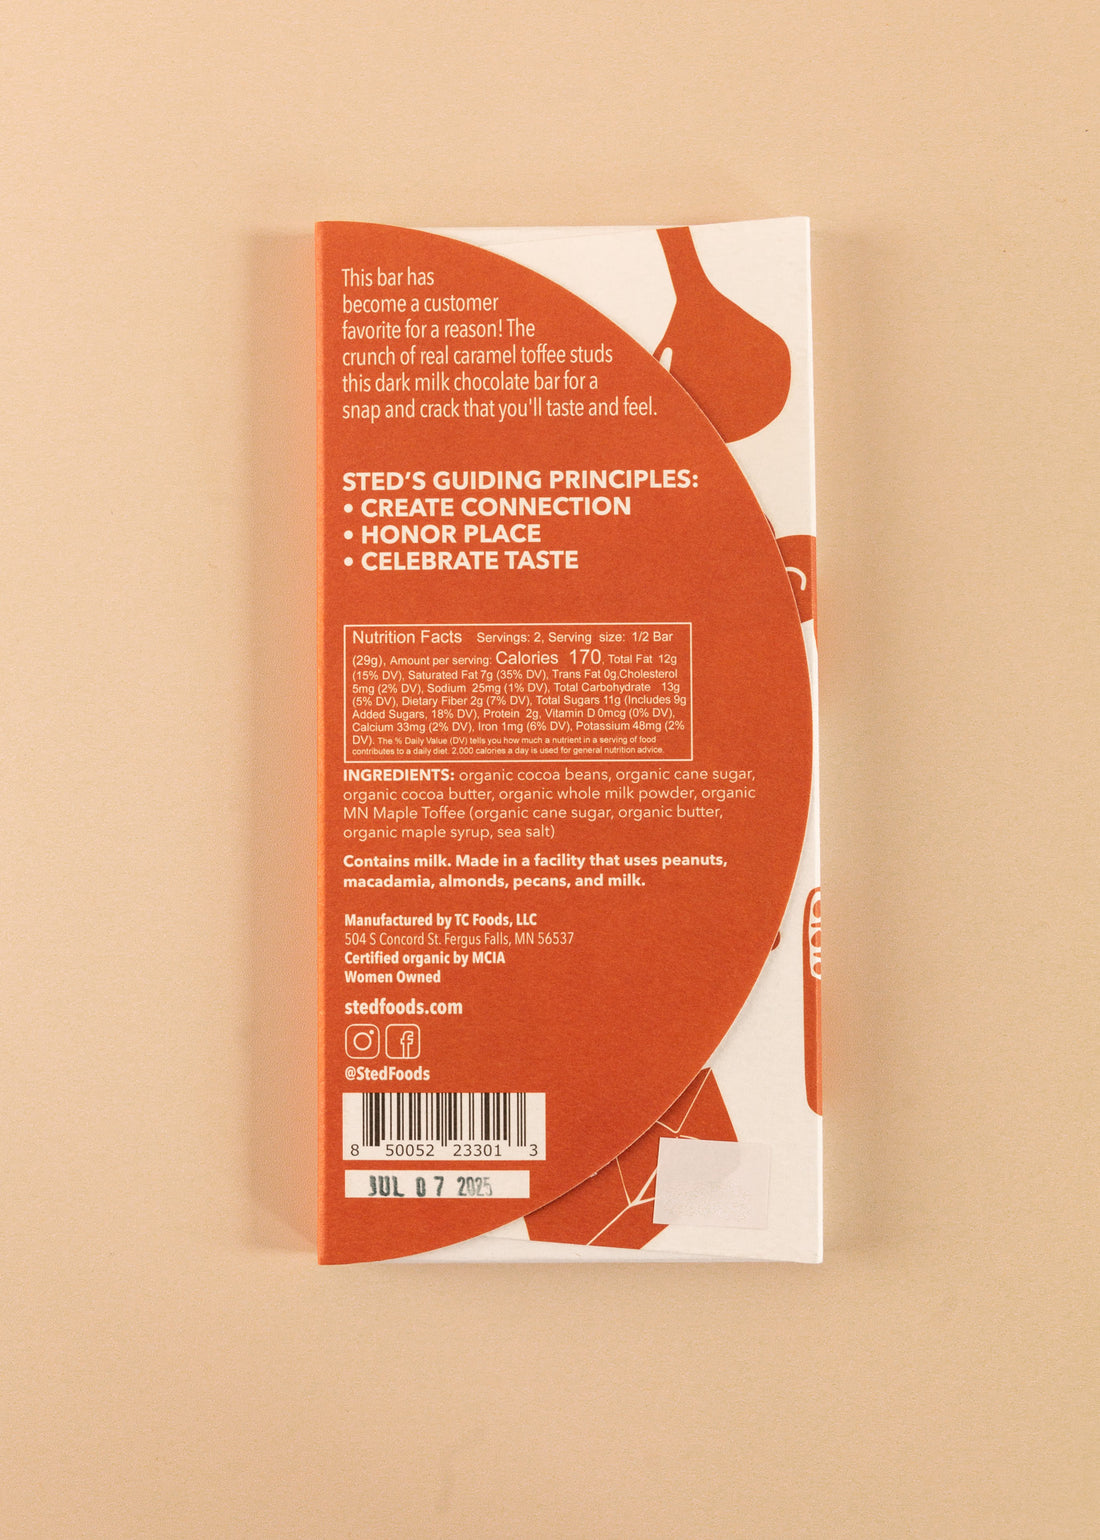 This bar has
become a customer
favorite for a reason! The
crunch of real caramel toffee studs
this dark milk chocolate bar for a
snap and crack that you'll taste and feel.
STED'S GUIDING PRINCIPLES:
• CREATE CONNECTION
• HONOR PLACE
• CELEBRATE TASTE
Nutrition Facts Servings: 2, Serving size: 1/2 Bar
(29g), Amount per serving: Calories 170, Total Fat 12g
(15% DV), Saturated Fat 7g (35% DV), Trans Fat 0g,Cholesterol
5mg (2% DV), Sodium 25mg (1% DV), Total Carbohydrate 13g
(5% DV), Dietary Fiber 2g (7% DV), Total Sugars 11g (Includes 9g
Added Sugars, 18% DV), Protein 2g, Vitamin D 0mcg (0% DV),
Calcium 33mg (2% DV), Iron 1mg (6% DV), Potassium 48mg (2%
DV). The % Daily Value (DV) tells you how much a nutrient in a serving of food
contributes to a daily diet. 2,000 calories a day is used for general nutrition advice.
INGREDIENTS: organic cocoa beans, organic cane sugar,
organic cocoa butter, organic whole milk powder, organic
MN Maple Toffee (organic cane sugar, organic butter,
organic maple syrup, sea salt)
Contains milk. Made in a facility that uses peanuts,
macadamia, almonds, pecans, and milk.
Manufactured by TC Foods, LLC
504 S Concord St. Fergus Falls, MN 56537
Certified organic by MCIA
Women Owned
stedfoods.com
@StedFoods
8 50052 23301 3
JUL 07 2025